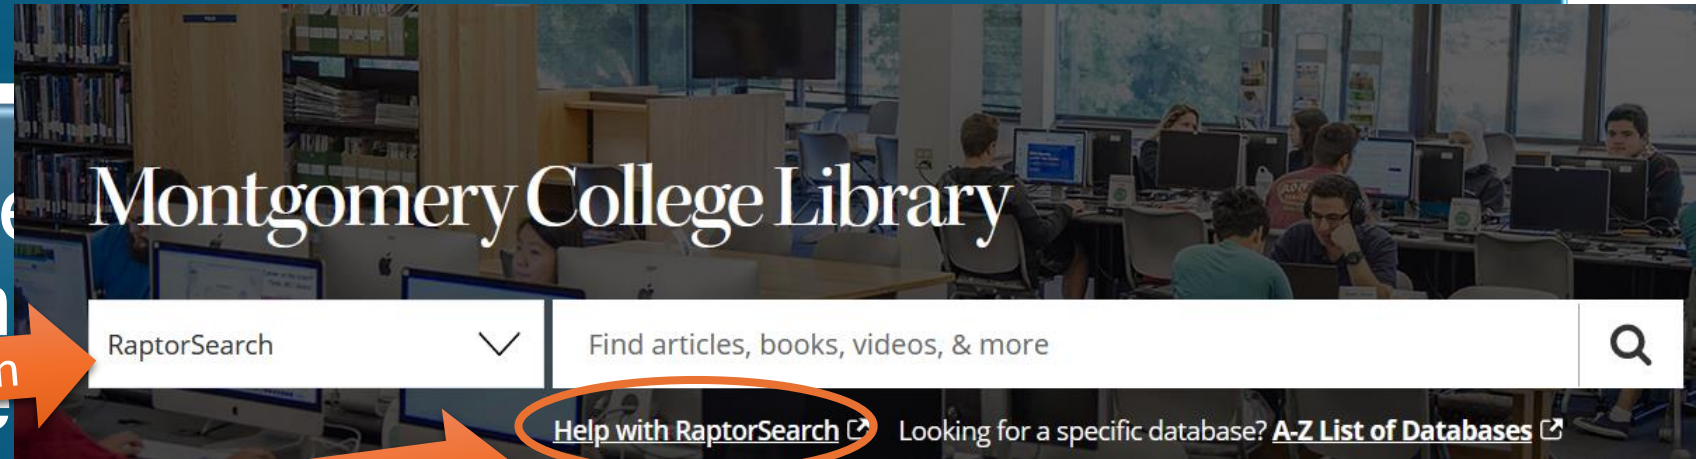 Montgomery College Library
RaptorSearch
Find articles, books, videos, & more
Help with RaptorSearch
Looking for a specific database? A-Z List of Databases